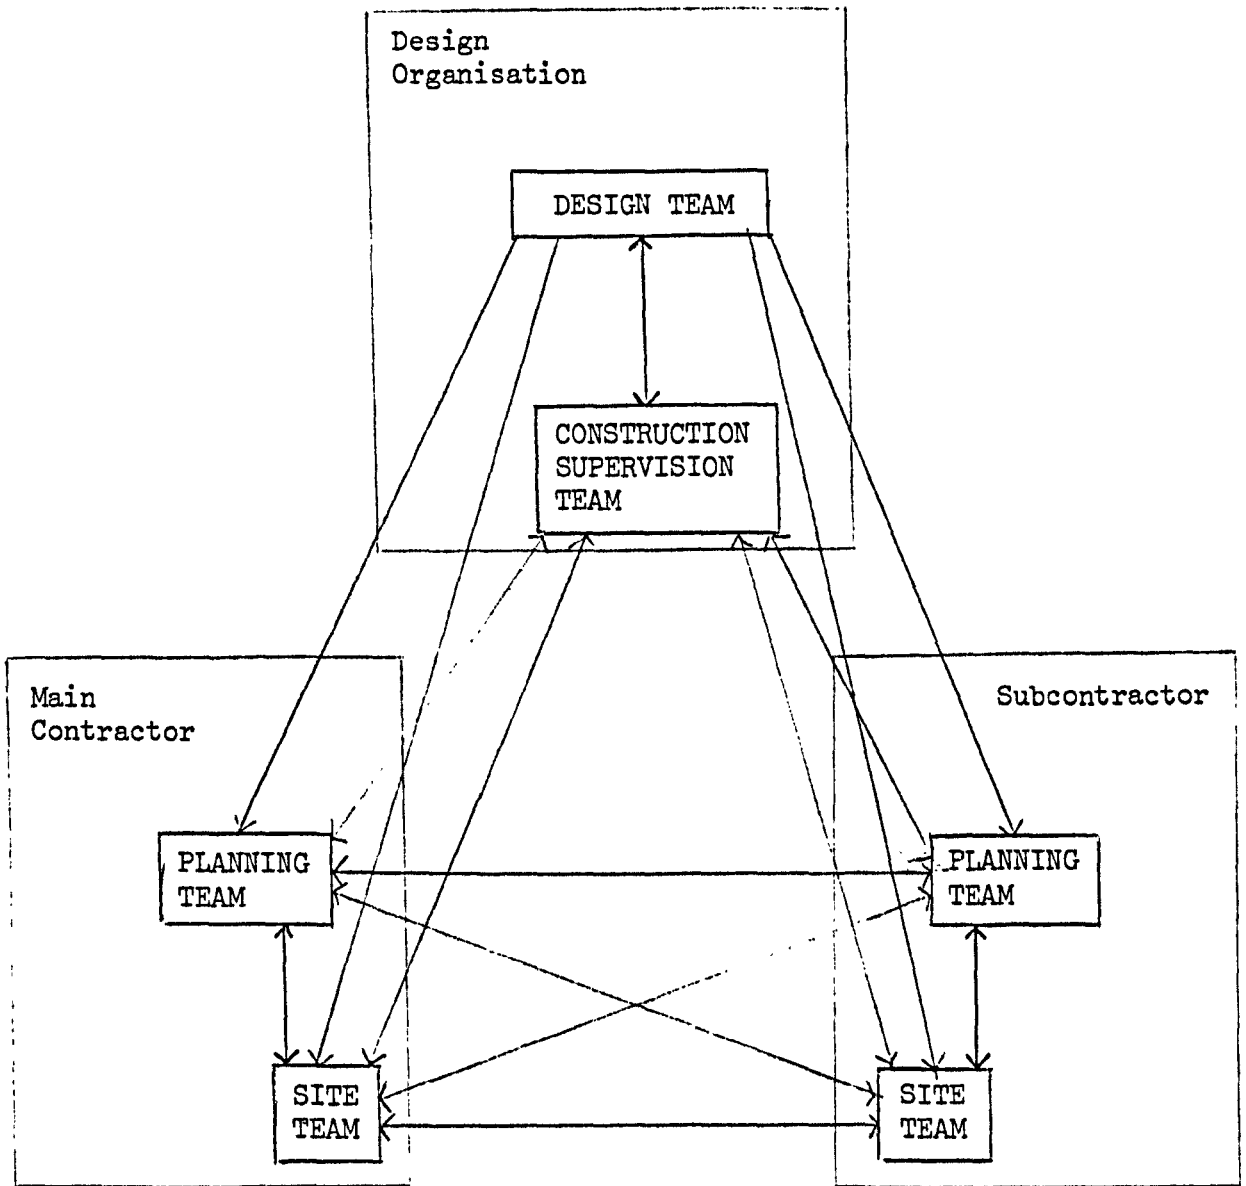 Design
Organisation
DESIGN TEAM
CONSTRUCTION
SUPERVISION
TEAM
Main
Contractor
Subcontractor
PLANNING
TEAM
PLANNING
TEAM
SITE
TEAM
SITE
TEAM